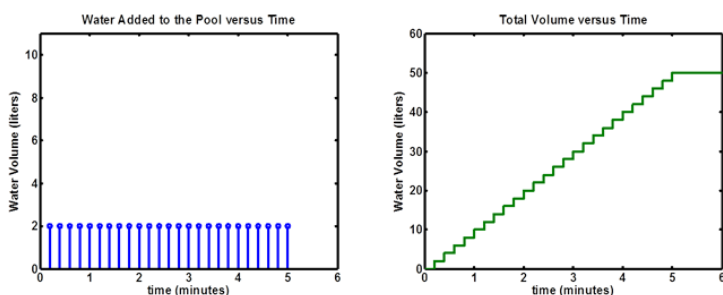 Water Added to the Pool versus Time
Water Volume (liters)
10
8
6
4
2
0
0 1 2 3 4 5 6
time (minutes)
Total Volume versus Time
Water Volume (liters)
60
50
40
30
20
10
0
0 1 2 3 4 5 6
time (minutes)